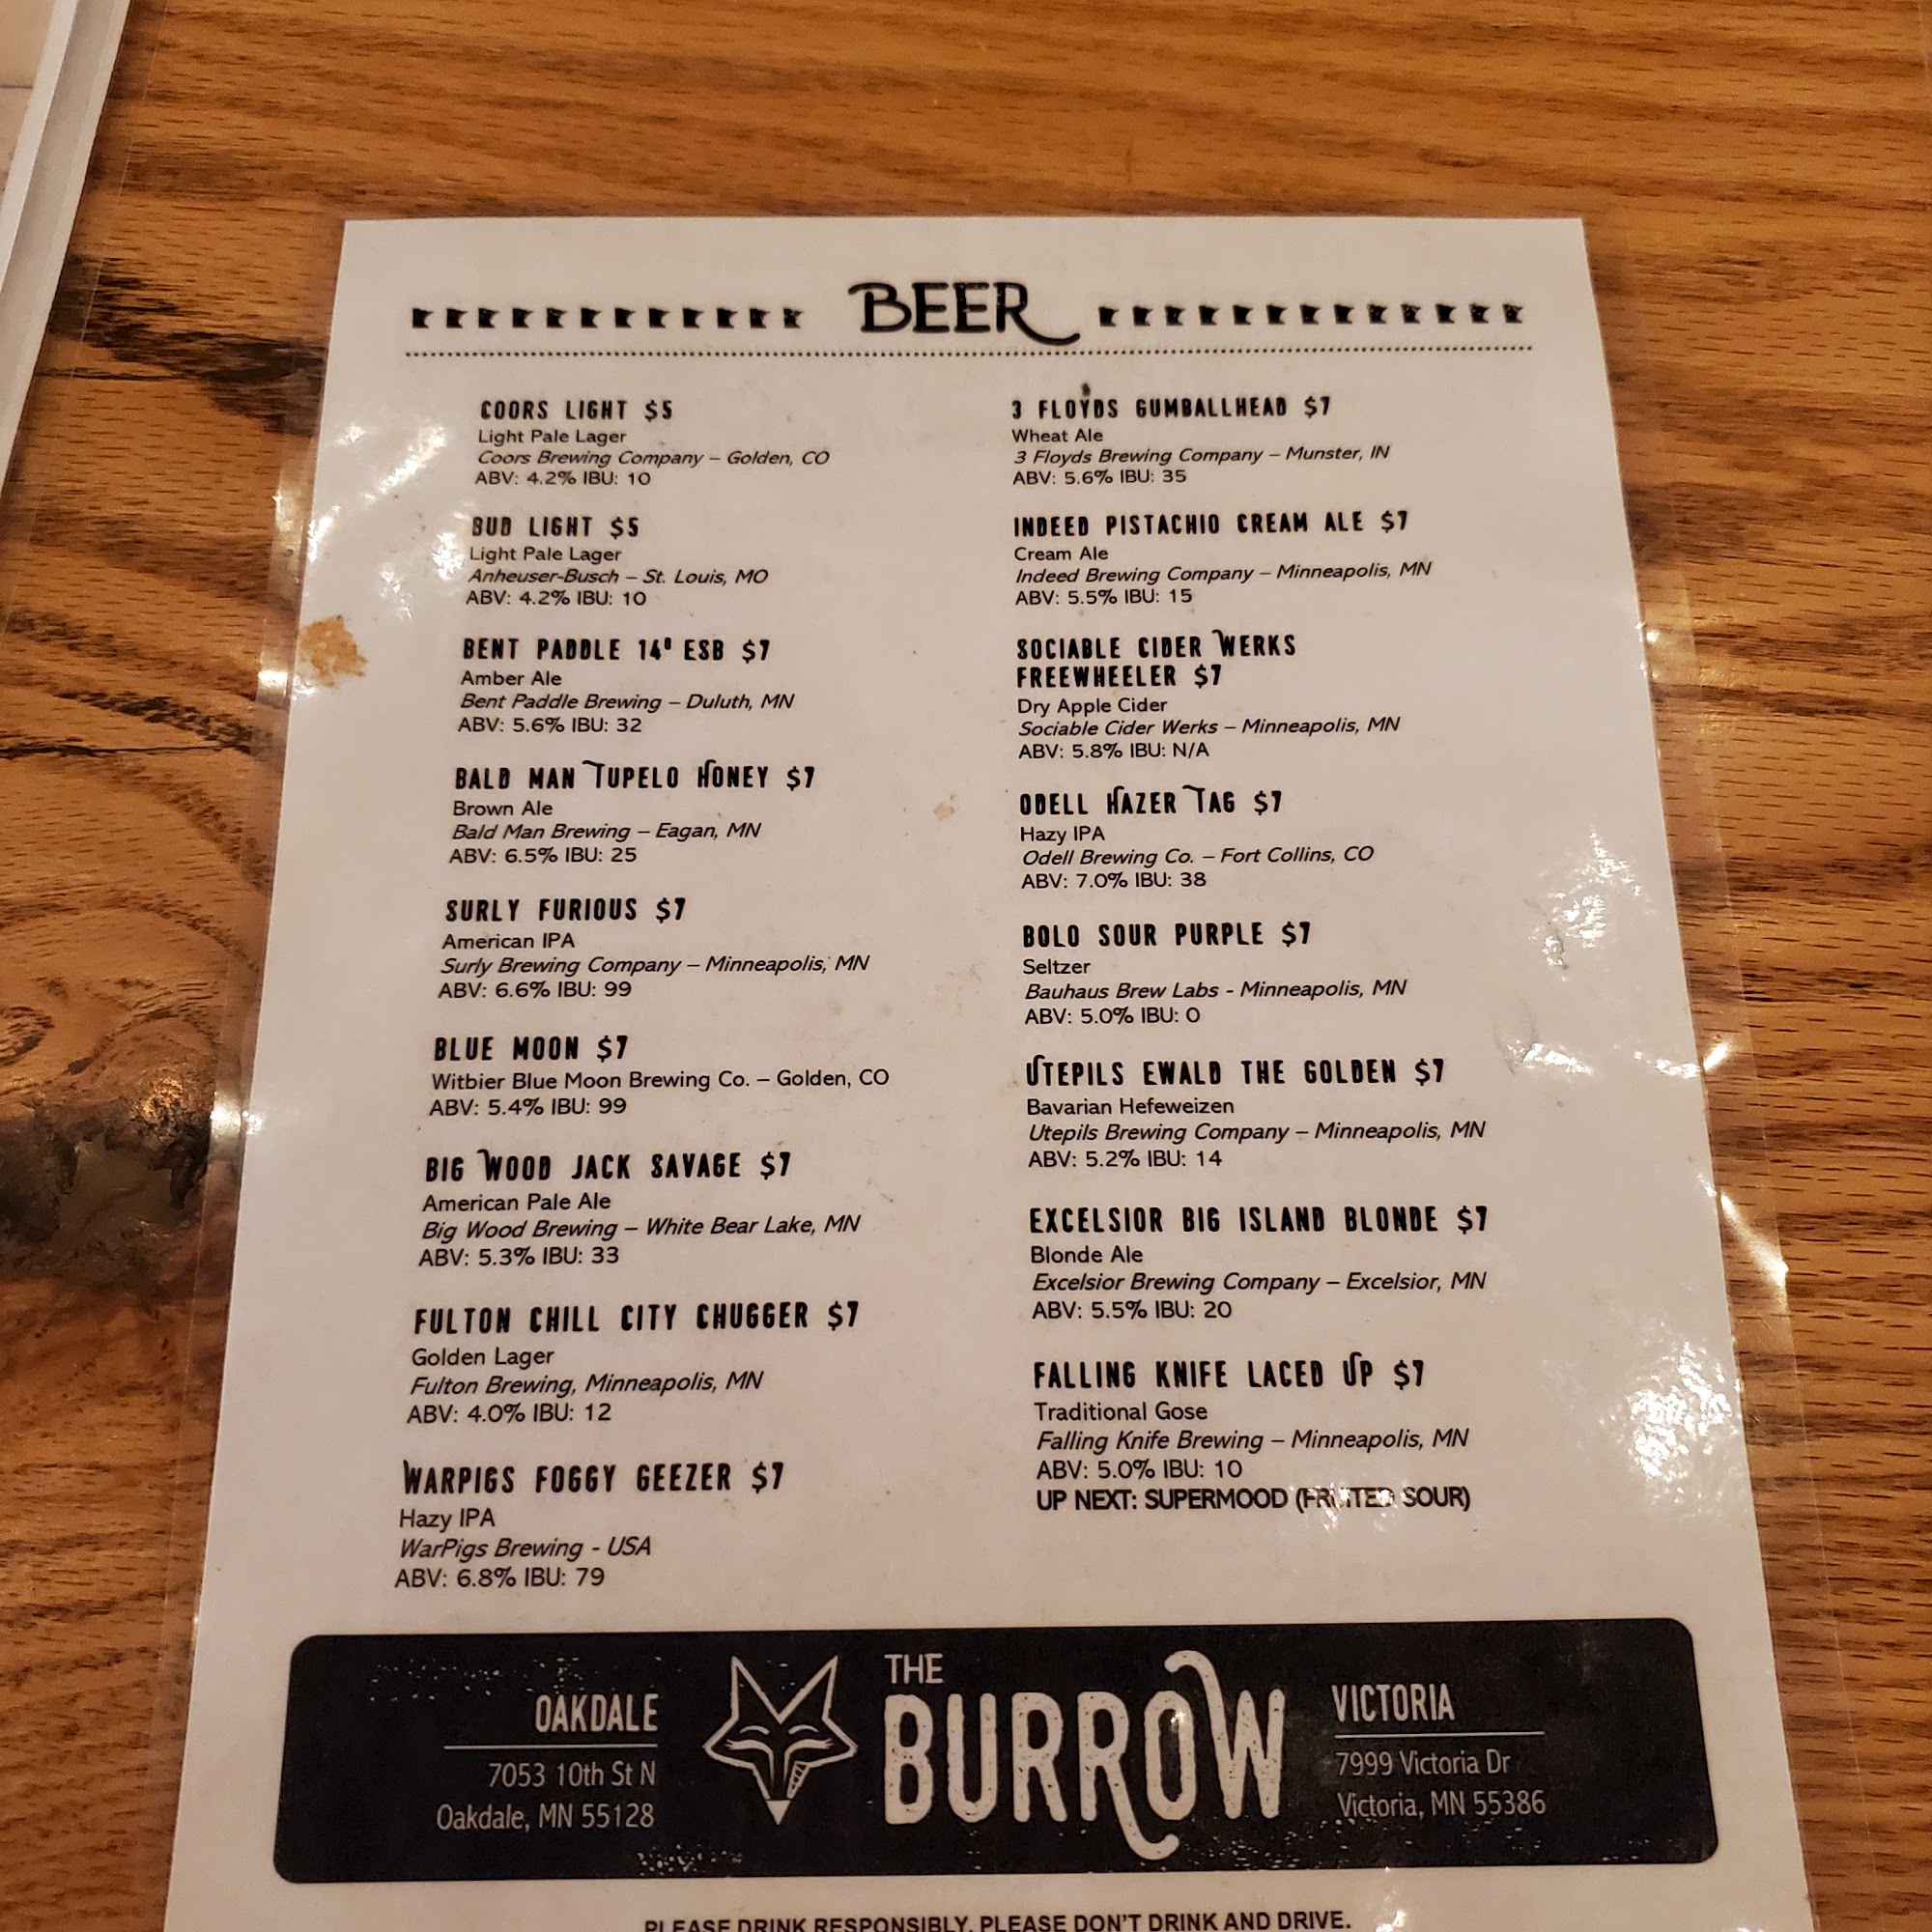 BEER
COORS LIGHT $5
Light Pale Lager
Coors Brewing Company – Golden, CO
ABV: 4.2% IBU: 10
BUD LIGHT $5
Light Pale Lager
Anheuser-Busch – St. Louis, MO
ABV: 4.2% IBU: 10
BENT PADDLE 14° ESB $7
Amber Ale
Bent Paddle Brewing – Duluth, MN
ABV: 5.6% IBU: 32
BALD MAN TUPELO HONEY $7
Brown Ale
Bald Man Brewing – Eagan, MN
ABV: 6.5% IBU: 25
SURLY FURIOUS $7
American IPA
Surly Brewing Company – Minneapolis, MN
ABV: 6.6% IBU: 99
BLUE MOON $7
Witbier Blue Moon Brewing Co. – Golden, CO
ABV: 5.4% IBU: 99
BIG WOOD JACK SAVAGE $7
American Pale Ale
Big Wood Brewing – White Bear Lake, MN
ABV: 5.3% IBU: 33
FULTON CHILL CITY CHUGGER $7
Golden Lager
Fulton Brewing, Minneapolis, MN
ABV: 4.0% IBU: 12
WARPIGS FOGGY GEEZER $7
Hazy IPA
WarPigs Brewing - USA
ABV: 6.8% IBU: 79
3 FLOYDS GUMBALLHEAD $7
Wheat Ale
3 Floyds Brewing Company – Munster, IN
ABV: 5.6% IBU: 35
INDEED PISTACHIO CREAM ALE $7
Cream Ale
Indeed Brewing Company – Minneapolis, MN
ABV: 5.5% IBU: 15
SOCIABLE CIDER WERKS
FREEWHEELER $7
Dry Apple Cider
Sociable Cider Werks – Minneapolis, MN
ABV: 5.8% IBU: N/A
ODELL HAZER TAG $7
Hazy IPA
Odell Brewing Co. – Fort Collins, CO
ABV: 7.0% IBU: 38
BOLO SOUR PURPLE $7
Seltzer
Bauhaus Brew Labs - Minneapolis, MN
ABV: 5.0% IBU: 0
UTEPILS EWALD THE GOLDEN $7
Bavarian Hefeweizen
Utepils Brewing Company – Minneapolis, MN
ABV: 5.2% IBU: 14
EXCELSIOR BIG ISLAND BLONDE $7
Blonde Ale
Excelsior Brewing Company – Excelsior, MN
ABV: 5.5% IBU: 20
FALLING KNIFE LACED UP $7
Traditional Gose
Falling Knife Brewing – Minneapolis, MN
ABV: 5.0% IBU: 10
UP NEXT: SUPERMOOD (FRUITED SOUR)
OAKDALE
7053 10th St N
Oakdale, MN 55128
THE
BURROW
VICTORIA
7999 Victoria Dr
Victoria, MN 55386
PLEASE DRINK RESPONSIBLY. PLEASE DON'T DRINK AND DRIVE.